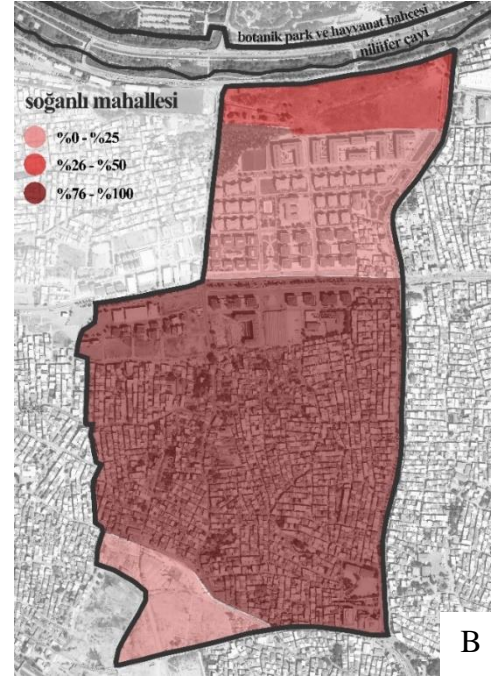 botanik park ve hayvanat bahçesi
nilüfer çayı
soğanlı mahallesi
%0 - %25
%26 - %50
%76 - %100
B